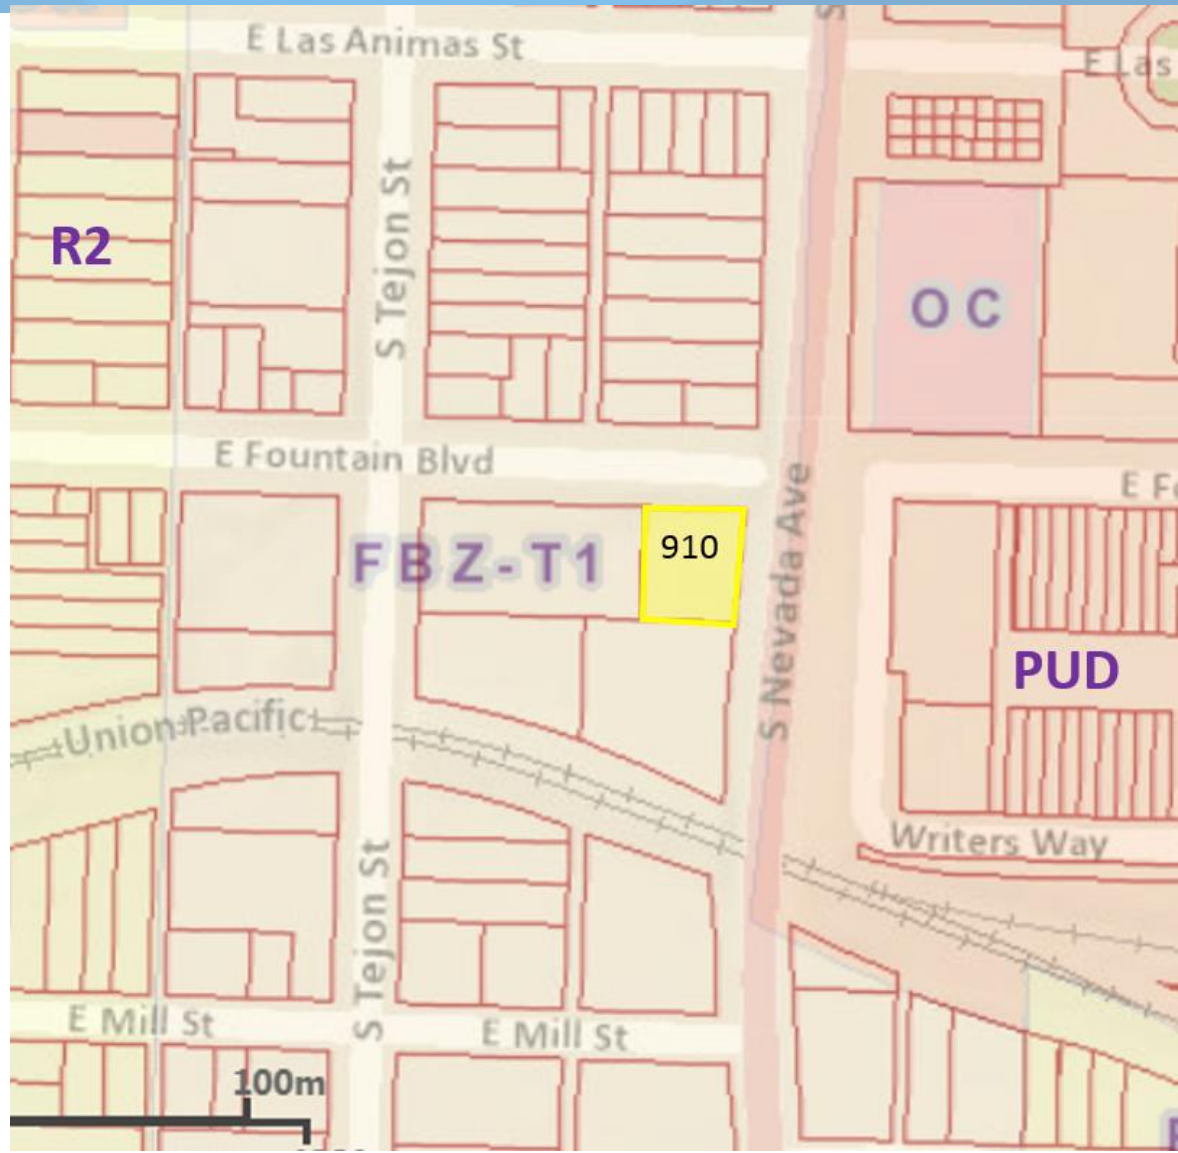 E Las Animas St
S
E Las
R2
S Tejon St
O C
E Fountain Blvd
S Nevada Ave
E Fo
FBZ-T1
910
PUD
Union Pacific
Writers Way
S Tejon St
E Mill St
E Mill St
100m